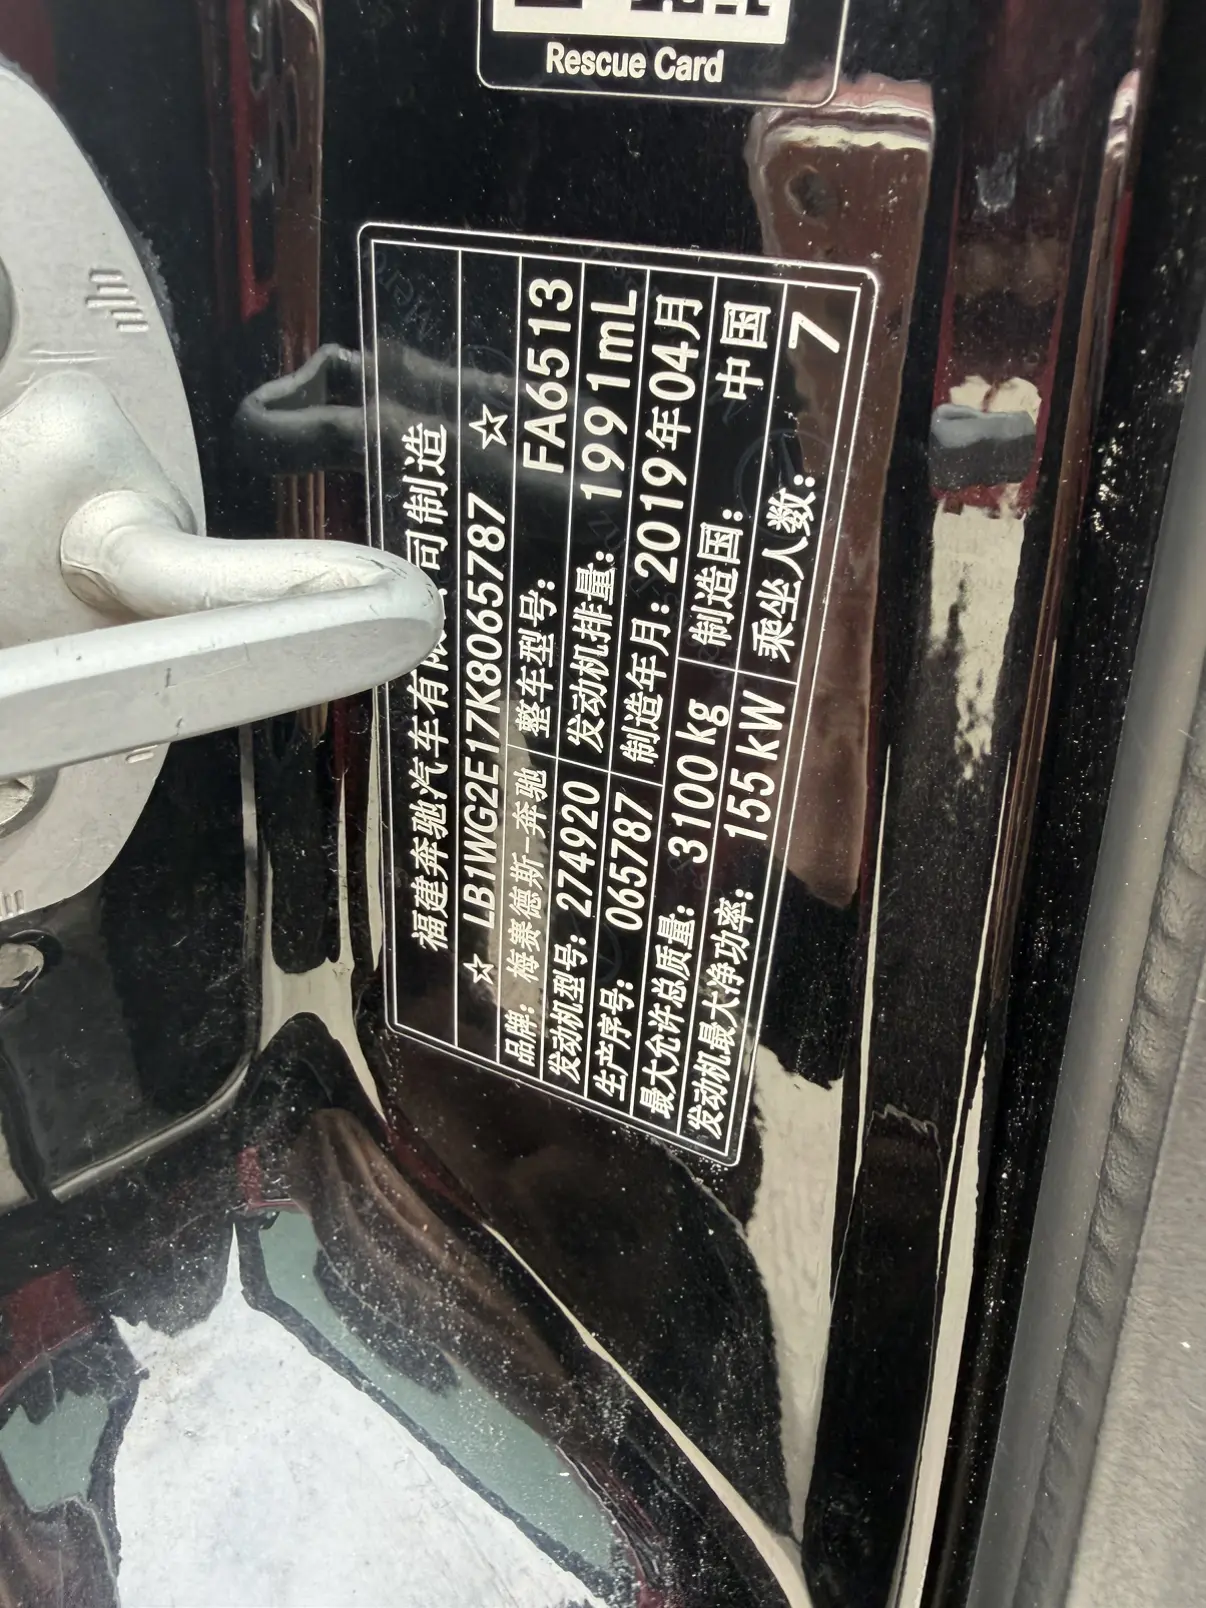 Rescue Card
福建奔驰汽车有限 司制造
☆ LB1WG2E17K8065787 ☆
品牌：梅赛德斯-奔驰 整车型号：FA6513
发动机型号：274920 发动机排量：1991mL
生产序号：065787 制造年月：2019年04月
最大允许总质量：3100kg 制造国：中国
发动机最大净功率：155kW 乘坐人数：7